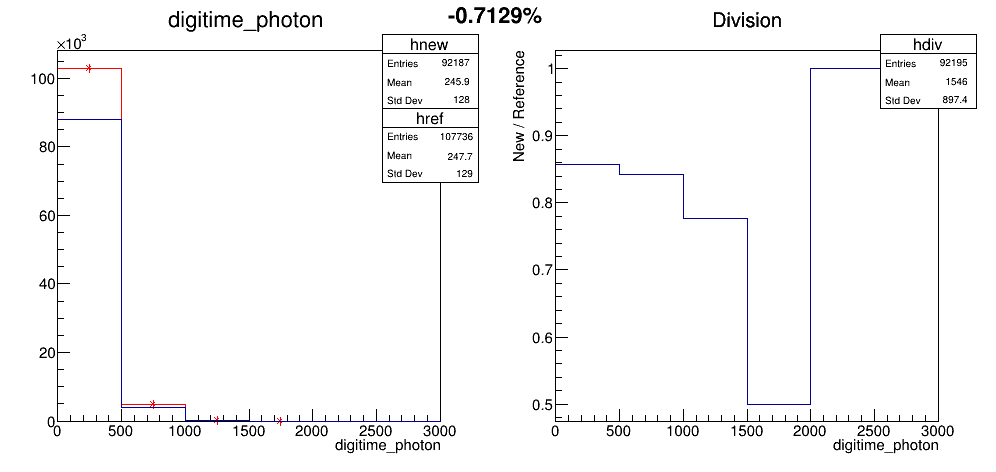 -0.7129%
digitime_photon
×10³
hnew
Entries 92187
Mean 245.9
Std Dev 128
href
Entries 107736
Mean 247.7
Std Dev 129
100
80
60
40
20
0
0 500 1000 1500 2000 2500 3000
digitime_photon
Division
hdiv
Entries 92195
Mean 1546
Std Dev 897.4
New / Reference
1
0.9
0.8
0.7
0.6
0.5
0 500 1000 1500 2000 2500 3000
digitime_photon